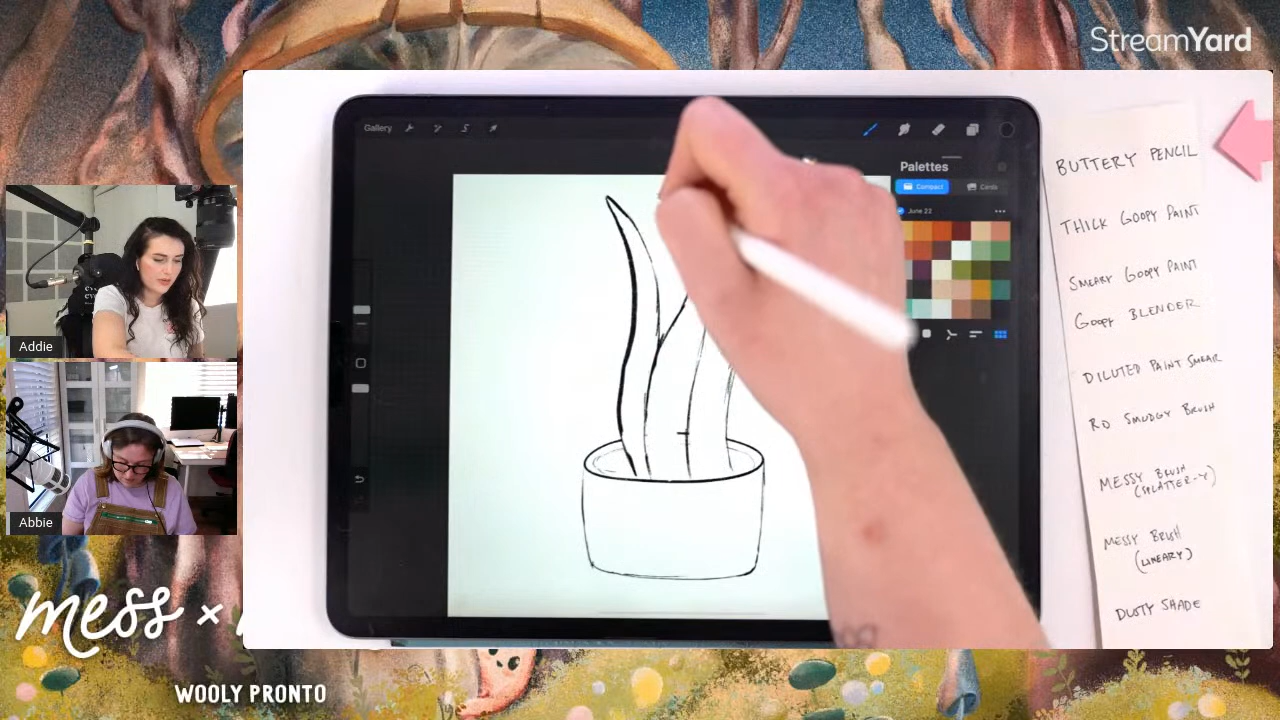 StreamYard
Gallery
Palettes
Compact
Cards
June 22
BUTTERY PENCIL
THICK GOOPY PAINT
SMEARY GOOPY PAINT
GOOPY BLENDER
DILUTED PAINT SMEAR
RO SMUDGY BRUSH
MESSY BRUSH
(SPLATTER-Y)
MESSY BRUSH
(LINEARY)
DUSTY SHADE
Addie
Abbie
mess ×
WOOLY PRONTO